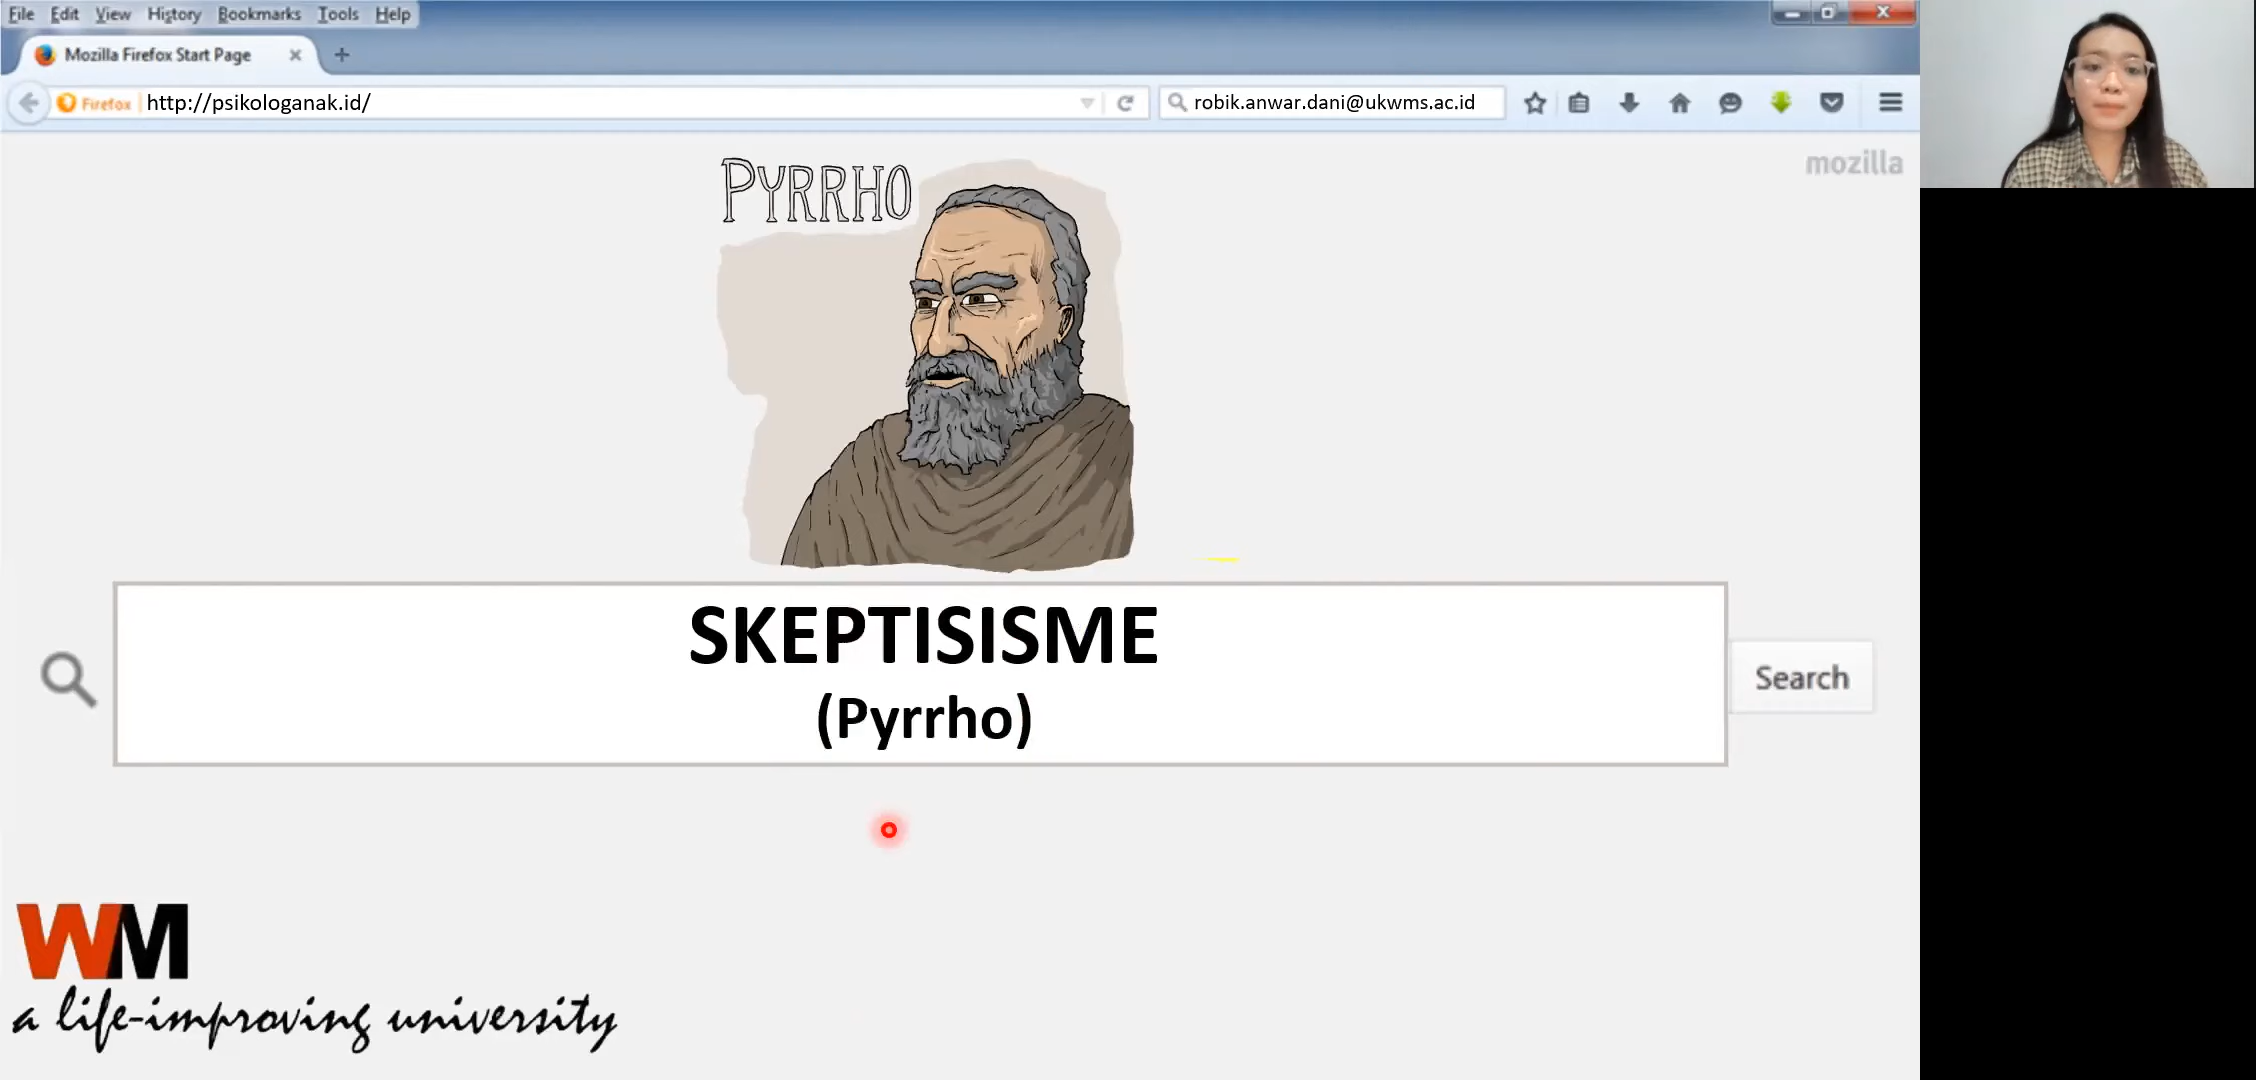 File Edit View History Bookmarks Tools Help
Mozilla Firefox Start Page
Firefox http://psikologanak.id/ robik.anwar.dani@ukwms.ac.id
mozilla
PYRRHO
SKEPTISISME
(Pyrrho)
Search
WM
a life-improving university